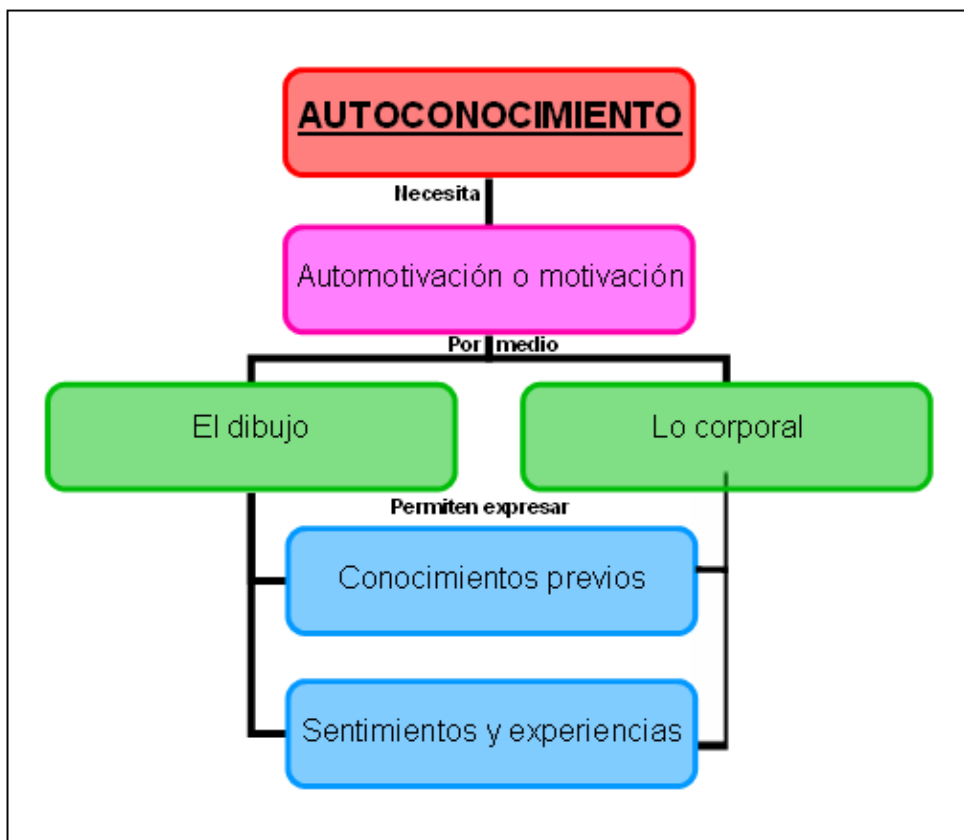 AUTOCONOCIMIENTO
Necesita
Automotivación o motivación
Por medio
El dibujo
Lo corporal
Permiten expresar
Conocimientos previos
Sentimientos y experiencias